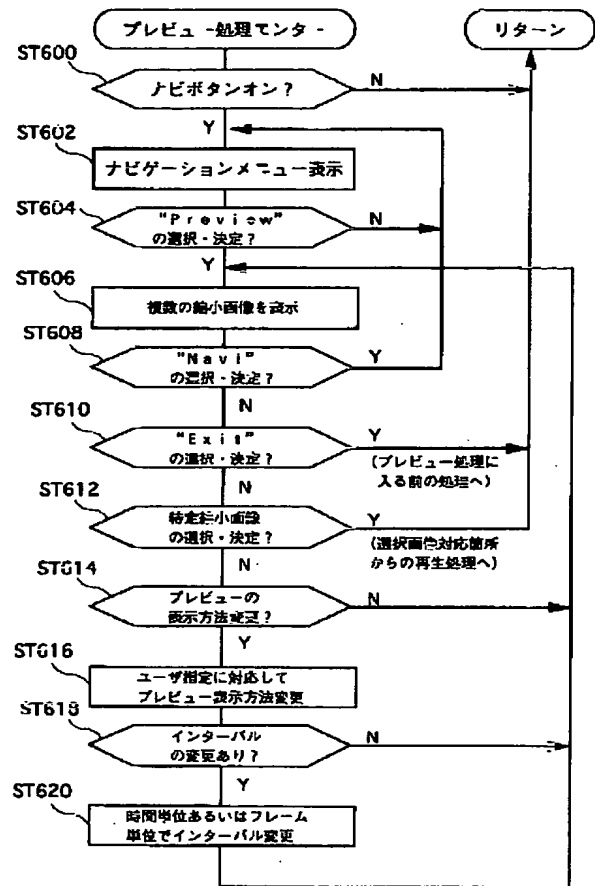 プレビュ-処理エンタ-
リターン
ST600
ナビボタンオン？
N
Y
ST602
ナビゲーションメニュー表示
ST604
"Preview"
の選択・決定？
N
Y
ST606
複数の縮小画像を表示
ST608
"Navi"
の選択・決定？
Y
N
ST610
"Exit"
の選択・決定？
Y
(プレビュー処理に
入る前の処理へ)
N
ST612
特定縮小画像
の選択・決定？
Y
(選択画像対応箇所
からの再生処理へ)
N
ST614
プレビューの
表示方法変更？
N
Y
ST616
ユーザ指定に対応して
プレビュー表示方法変更
ST618
インターバル
の変更あり？
N
Y
ST620
時間単位あるいはフレーム
単位でインターバル変更